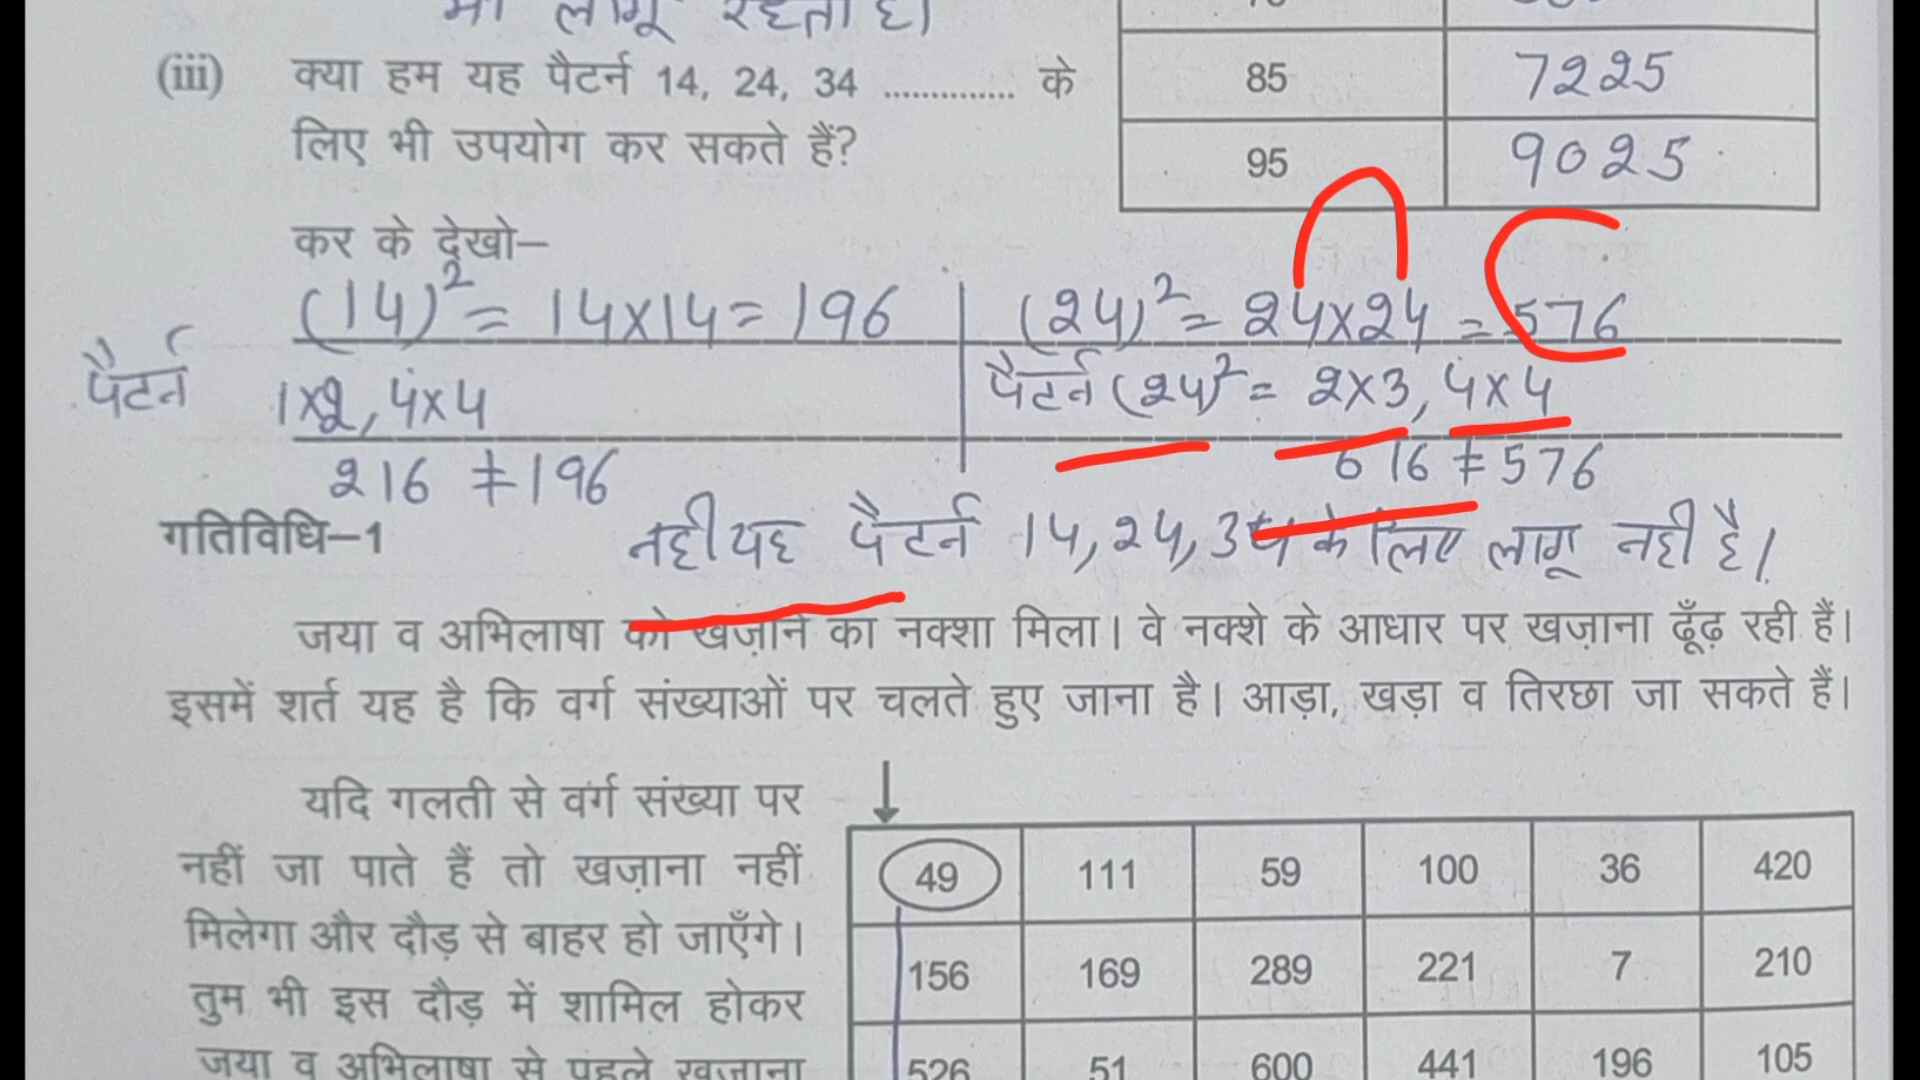 लागू रहता है।
(iii) क्या हम यह पैटर्न 14, 24, 34 .............. के
लिए भी उपयोग कर सकते हैं?
85 7225
95 9025
कर के देखो–
(14)² = 14×14 = 196
(24)² = 24×24 = 576
पैटर्न 1×2, 4×4
पैटर्न (24)² = 2×3, 4×4
216 ≠ 196
616 ≠ 576
गतिविधि–1
नही यह पैटर्न 14, 24, 34 के लिए लागू नही है।
जया व अभिलाषा को खज़ाने का नक्शा मिला। वे नक्शे के आधार पर खज़ाना ढूँढ़ रही हैं।
इसमें शर्त यह है कि वर्ग संख्याओं पर चलते हुए जाना है। आड़ा, खड़ा व तिरछा जा सकते हैं।
यदि गलती से वर्ग संख्या पर
नहीं जा पाते हैं तो खज़ाना नहीं
मिलेगा और दौड़ से बाहर हो जाएँगे।
तुम भी इस दौड़ में शामिल होकर
जया व अभिलाषा से पहले खज़ाना
49 111 59 100 36 420
156 169 289 221 7 210
526 51 600 441 196 105